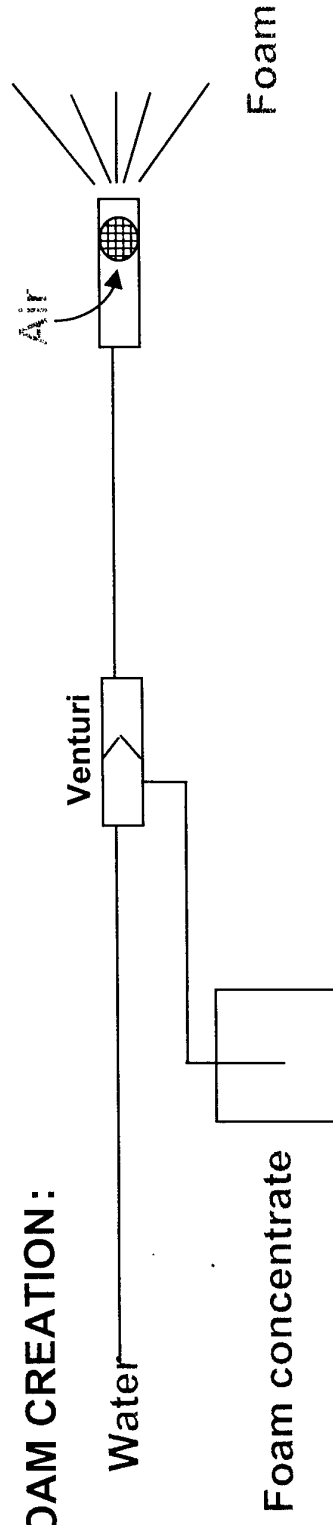 OAM CREATION:
Water
Venturi
Air
Foam
Foam concentrate